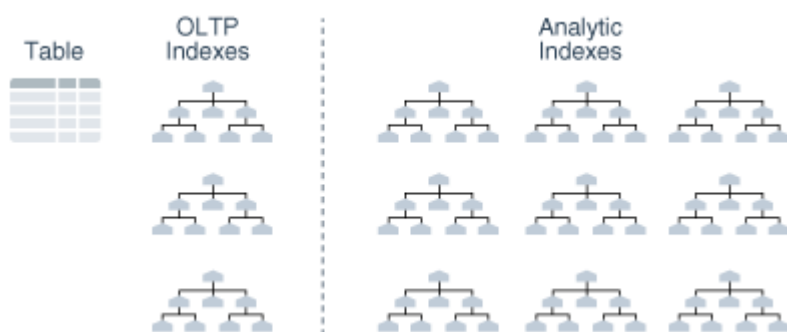 Table
OLTP
Indexes
Analytic
Indexes